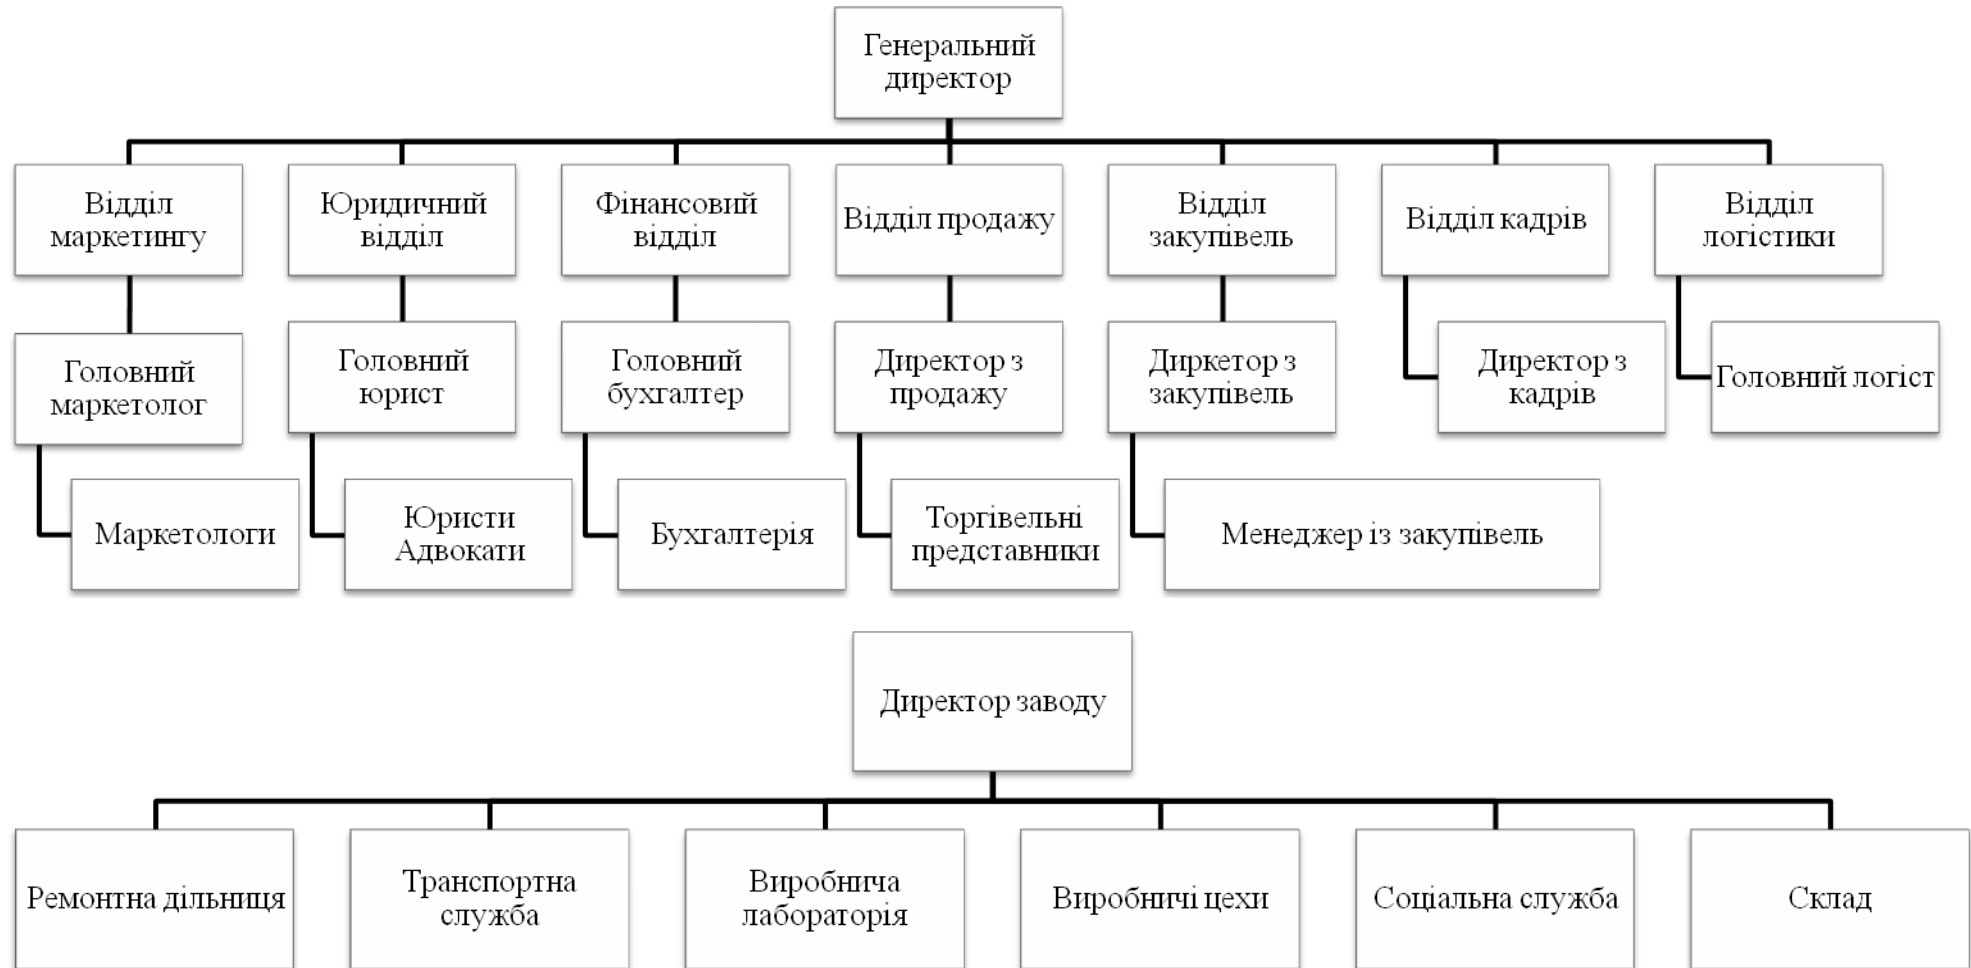 Генеральний
директор
Відділ
маркетингу
Юридичний
відділ
Фінансовий
відділ
Відділ продажу
Відділ
закупівель
Відділ кадрів
Відділ
логістики
Головний
маркетолог
Головний
юрист
Головний
бухгалтер
Директор з
продажу
Диркетор з
закупівель
Директор з
кадрів
Головний логіст
Маркетологи
Юристи
Адвокати
Бухгалтерія
Торгівельні
представники
Менеджер із закупівель
Директор заводу
Ремонтна дільниця
Транспортна
служба
Виробнича
лабораторія
Виробничі цехи
Соціальна служба
Склад